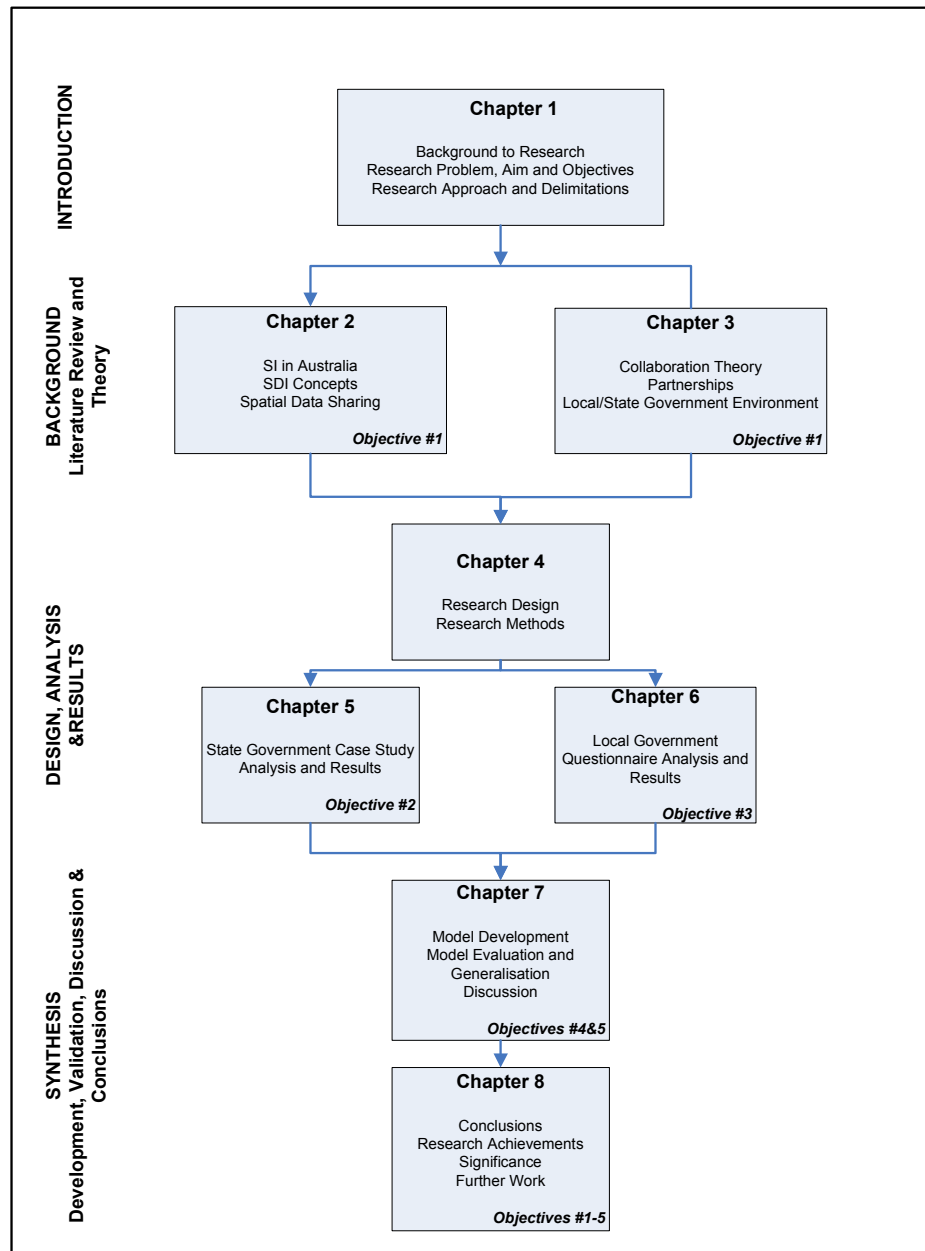 INTRODUCTION
Chapter 1
Background to Research
Research Problem, Aim and Objectives
Research Approach and Delimitations
BACKGROUND
Literature Review and
Theory
Chapter 2
SI in Australia
SDI Concepts
Spatial Data Sharing
Objective #1
Chapter 3
Collaboration Theory
Partnerships
Local/State Government Environment
Objective #1
DESIGN, ANALYSIS
&RESULTS
Chapter 4
Research Design
Research Methods
Chapter 5
State Government Case Study
Analysis and Results
Objective #2
Chapter 6
Local Government
Questionnaire Analysis and
Results
Objective #3
SYNTHESIS
Development, Validation, Discussion &
Conclusions
Chapter 7
Model Development
Model Evaluation and
Generalisation
Discussion
Objectives #4&5
Chapter 8
Conclusions
Research Achievements
Significance
Further Work
Objectives #1-5